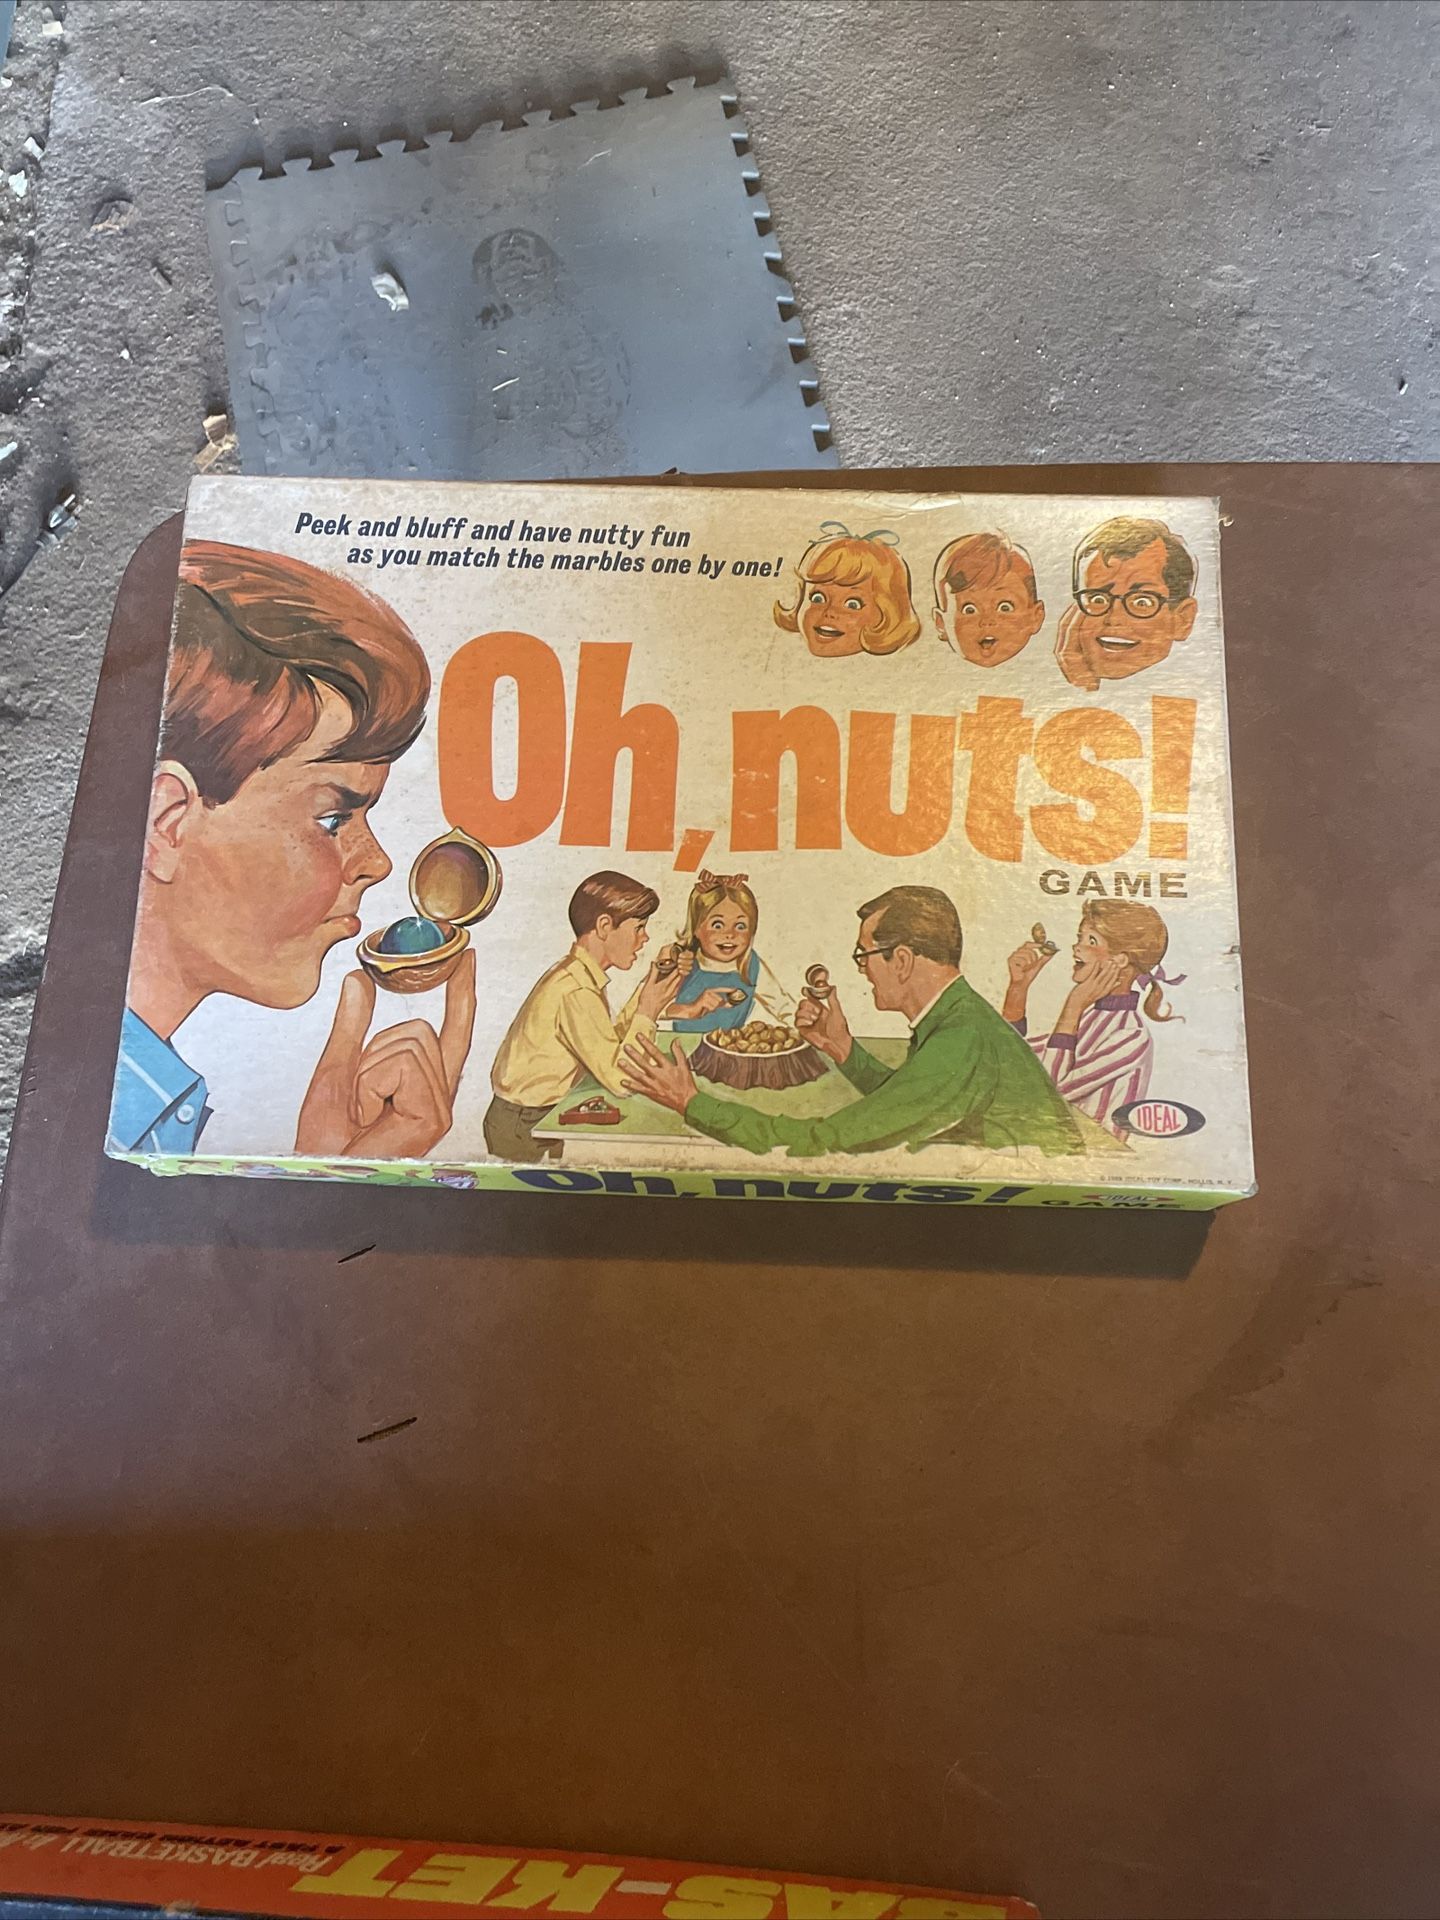 Peek and bluff and have nutty fun
as you match the marbles one by one!
Oh, nuts!
GAME
IDEAL
Oh, nuts!
IDEAL
GAME
Real BASKETBALL
BAS-KET